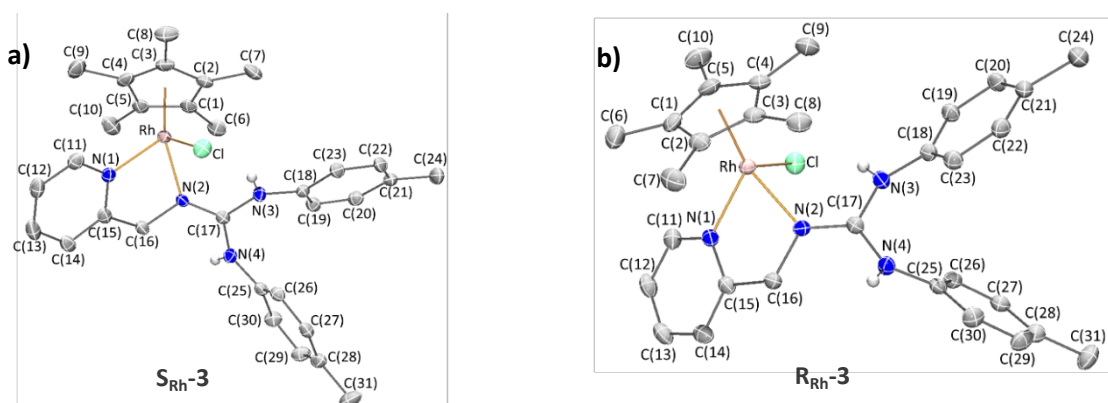 a)
C(8)
C(9)
C(3)
C(7)
C(4)
C(2)
C(5)
C(1)
C(10)
C(6)
Rh
Cl
C(11)
N(1)
C(12)
N(2)
C(23)
C(22)
C(24)
C(18)
C(21)
N(3)
C(19)
C(20)
C(13)
C(15)
C(16)
C(17)
C(14)
N(4)
C(25)
C(26)
C(30)
C(27)
C(29)
C(28)
C(31)
SRh-3
b)
C(10)
C(9)
C(24)
C(5)
C(4)
C(20)
C(6)
C(1)
C(3)
C(8)
C(19)
C(21)
C(2)
C(18)
C(22)
C(7)
Rh
Cl
C(23)
N(3)
C(17)
C(11)
N(1)
N(2)
C(12)
N(4)
C(25)
C(26)
C(15)
C(16)
C(27)
C(28)
C(13)
C(14)
C(30)
C(29)
C(31)
RRh-3